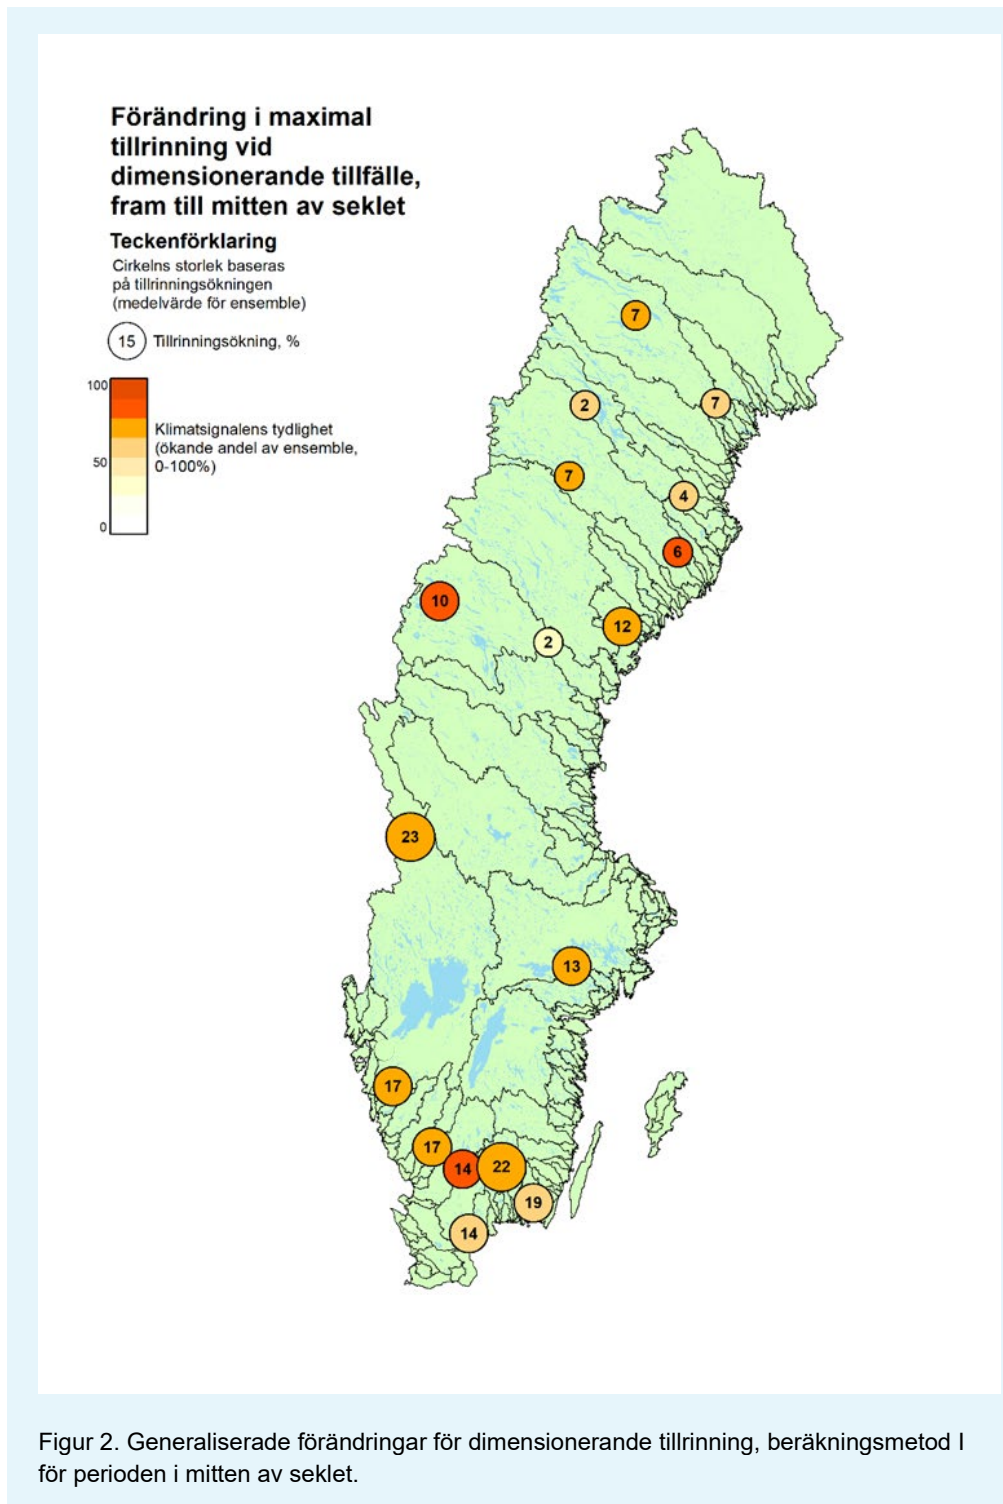 Förändring i maximal
tillrinning vid
dimensionerande tillfälle,
fram till mitten av seklet
Teckenförklaring
Cirkelns storlek baseras
på tillrinningsökningen
(medelvärde för ensemble)
15 Tillrinningsökning, %
100
Klimatsignalens tydlighet
(ökande andel av ensemble,
50 0-100%)
0
7
2
7
7
4
6
10
12
2
23
13
17
17
14
22
19
14
Figur 2. Generaliserade förändringar för dimensionerande tillrinning, beräkningsmetod I
för perioden i mitten av seklet.